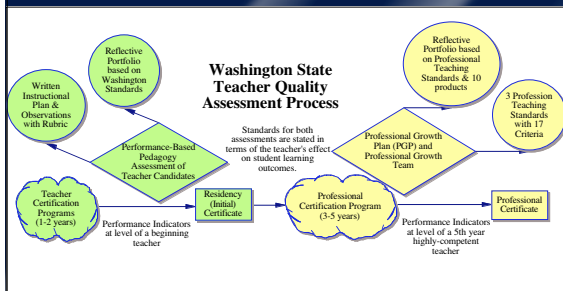 Washington State
Teacher Quality
Assessment Process
Standards for both
assessments are stated in
terms of the teacher's effect
on student learning
outcomes.
Reflective
Portfolio
based on
Washington
Standards
Written
Instructional
Plan &
Observations
with Rubric
Performance-Based
Pedagogy
Assessment of
Teacher Candidates
Teacher
Certification
Programs
(1-2 years)
Performance Indicators
at level of a beginning
teacher
Residency
(Initial)
Certificate
Reflective
Portfolio based
on Professional
Teaching
Standards & 10
products
3 Profession
Teaching
Standards
with 17
Criteria
Professional Growth
Plan (PGP) and
Professional Growth
Team
Professional
Certification Program
(3-5 years)
Performance Indicators
at level of a 5th year
highly-competent
teacher
Professional
Certificate